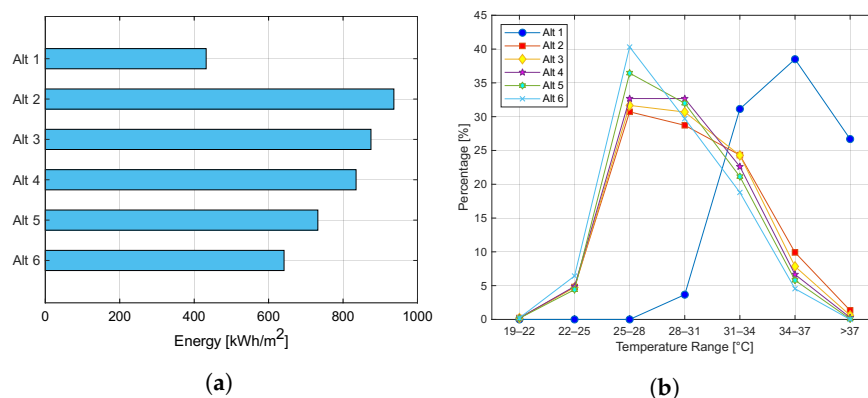 Alt 1
Alt 2
Alt 3
Alt 4
Alt 5
Alt 6
0 200 400 600 800 1000
Energy [kWh/m²]
(a)
45
40
35
30
25
20
15
10
5
0
Percentage [%]
Alt 1
Alt 2
Alt 3
Alt 4
Alt 5
Alt 6
19–22 22–25 25–28 28–31 31–34 34–37 >37
Temperature Range [°C]
(b)